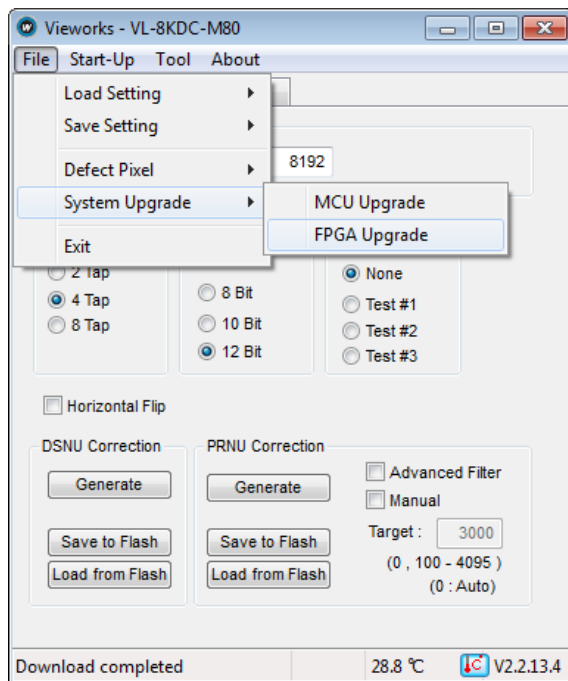 Vieworks - VL-8KDC-M80
File Start-Up Tool About
Load Setting
Save Setting
8192
Defect Pixel
System Upgrade
MCU Upgrade
FPGA Upgrade
Exit
2 Tap
4 Tap
8 Tap
8 Bit
10 Bit
12 Bit
None
Test #1
Test #2
Test #3
Horizontal Flip
DSNU Correction
Generate
Save to Flash
Load from Flash
PRNU Correction
Generate
Save to Flash
Load from Flash
Advanced Filter
Manual
Target : 3000
(0 , 100 - 4095 )
(0 : Auto)
Download completed 28.8 ℃ V2.2.13.4